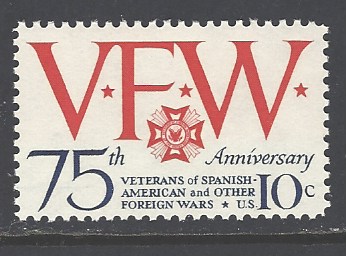 V★F★W★
75th Anniversary
VETERANS of SPANISH-
AMERICAN and OTHER
FOREIGN WARS ★ U.S. 10c